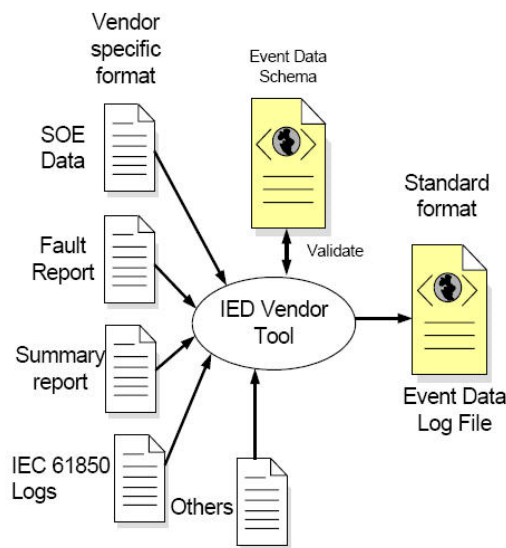 Vendor
specific
format
Event Data
Schema
SOE
Data
Standard
format
Fault
Report
Validate
IED Vendor
Tool
Summary
report
Event Data
Log File
IEC 61850
Logs
Others